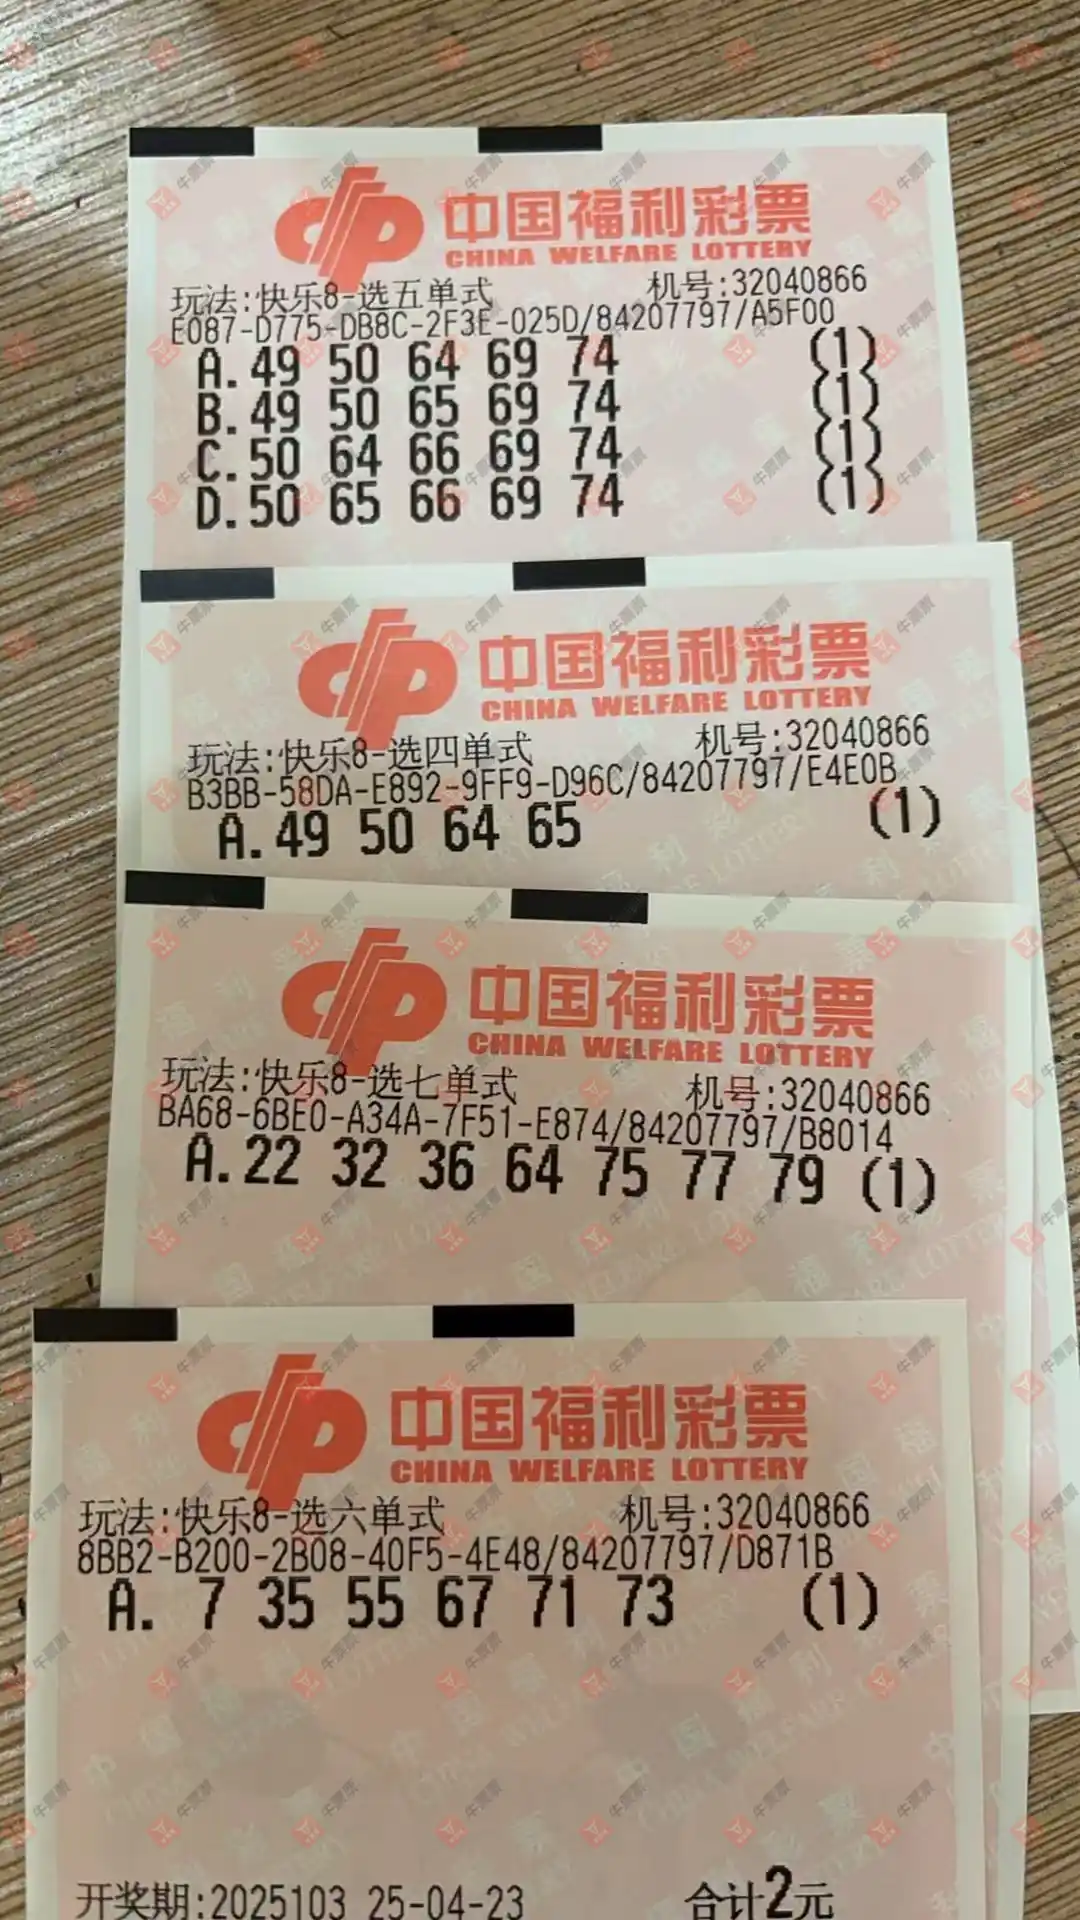 中国福利彩票
CHINA WELFARE LOTTERY
玩法:快乐8-选五单式 机号:32040866
E087-D775-DB8C-2F3E-025D/84207797/A5F00
A.49 50 64 69 74 (1)
B.49 50 65 69 74 (1)
C.50 64 66 69 74 (1)
D.50 65 66 69 74 (1)
中国福利彩票
CHINA WELFARE LOTTERY
玩法:快乐8-选四单式 机号:32040866
B3BB-58DA-E892-9FF9-D96C/84207797/E4E0B
A.49 50 64 65 (1)
中国福利彩票
CHINA WELFARE LOTTERY
玩法:快乐8-选七单式 机号:32040866
BA68-6BE0-A34A-7F51-E874/84207797/B8014
A.22 32 36 64 75 77 79 (1)
中国福利彩票
CHINA WELFARE LOTTERY
玩法:快乐8-选六单式 机号:32040866
8BB2-B200-2B08-40F5-4E48/84207797/D871B
A. 7 35 55 67 71 73 (1)
开奖期:2025103 25-04-23 合计2元